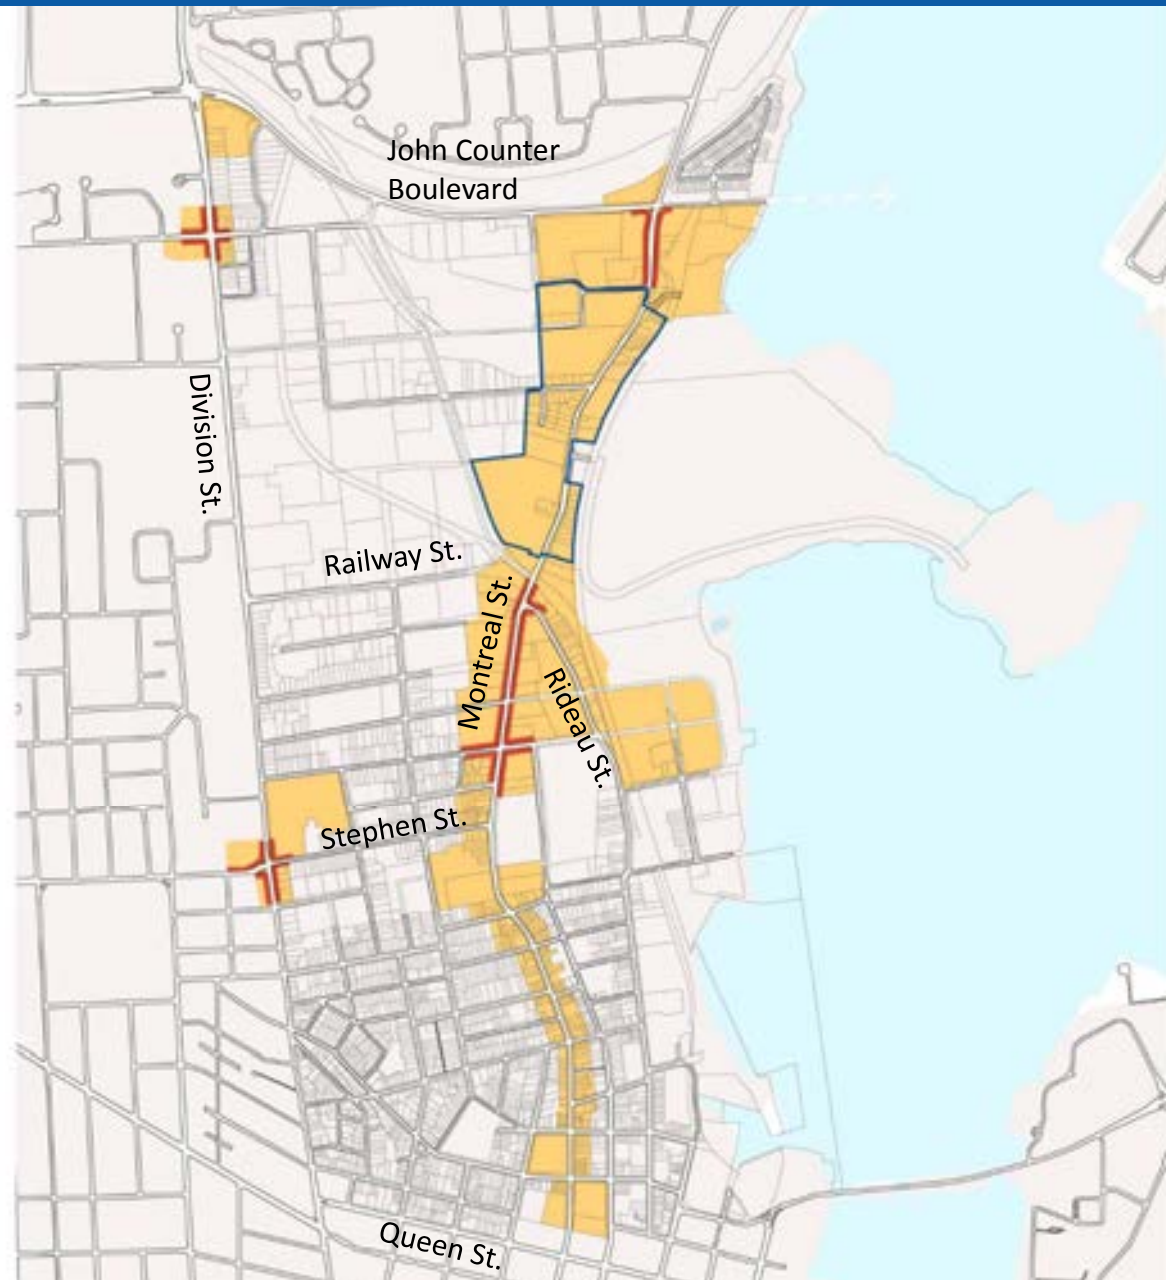 John Counter
Boulevard
Division St.
Railway St.
Montreal St.
Rideau St.
Stephen St.
Queen St.